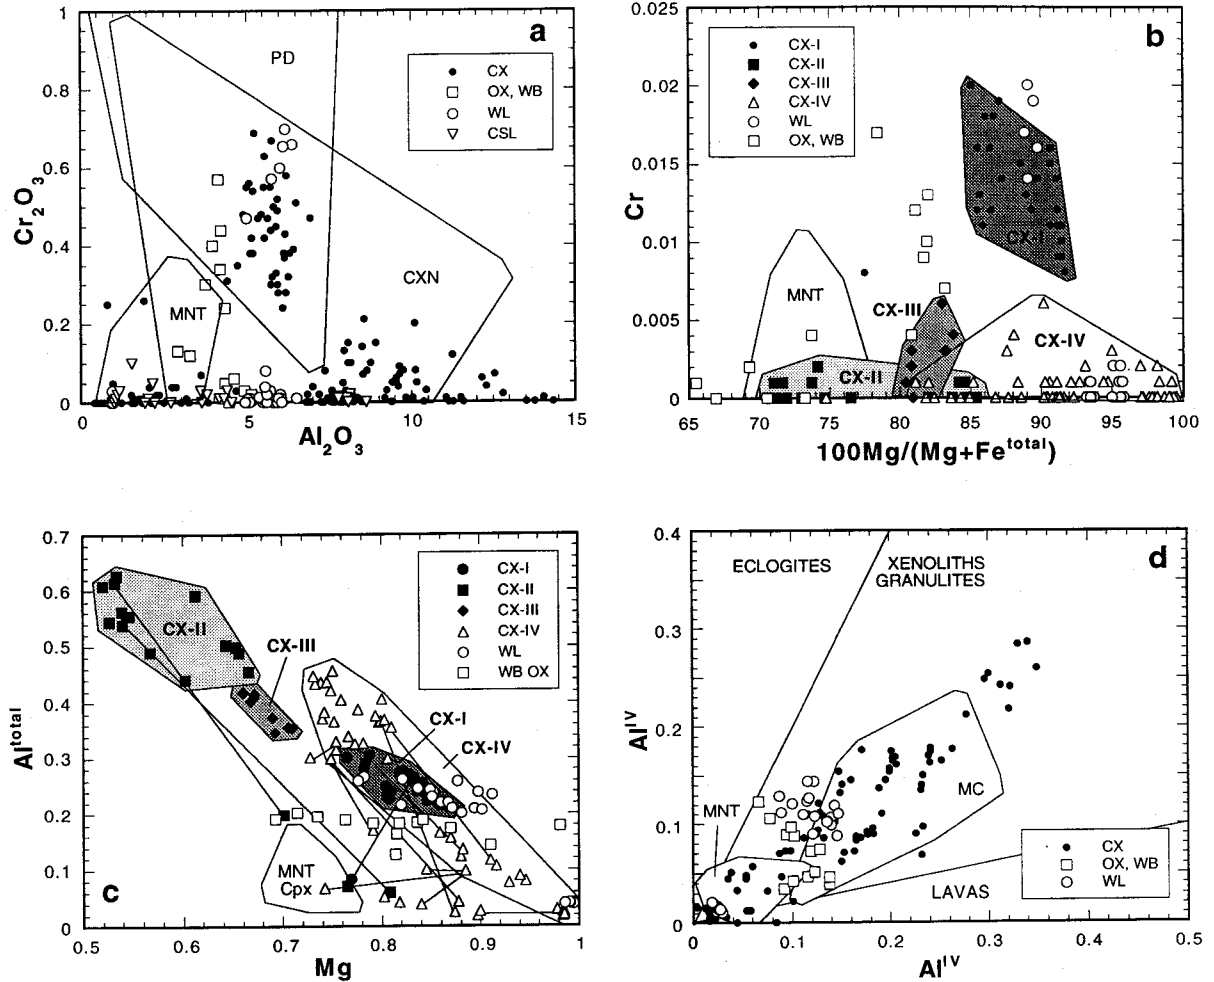 a
PD
CX
OX, WB
WL
CSL
CXN
MNT
Cr2O3
1
0.8
0.6
0.4
0.2
0
0
5
10
15
Al2O3
b
CX-I
CX-II
CX-III
CX-IV
WL
OX, WB
CX-I
MNT
CX-III
CX-IV
CX-II
Cr
0.025
0.02
0.015
0.01
0.005
0
65
70
75
80
85
90
95
100
100Mg/(Mg+Fetotal)
c
CX-I
CX-II
CX-III
CX-IV
WL
WB OX
CX-II
CX-III
CX-I
CX-IV
MNT
Cpx
Altotal
0.7
0.6
0.5
0.4
0.3
0.2
0.1
0
0.5
0.6
0.7
0.8
0.9
1
Mg
d
ECLOGITES
XENOLITHS
GRANULITES
MC
MNT
LAVAS
CX
OX, WB
WL
AlIV
0.4
0.3
0.2
0.1
0
0
0.1
0.2
0.3
0.4
0.5
AlIV